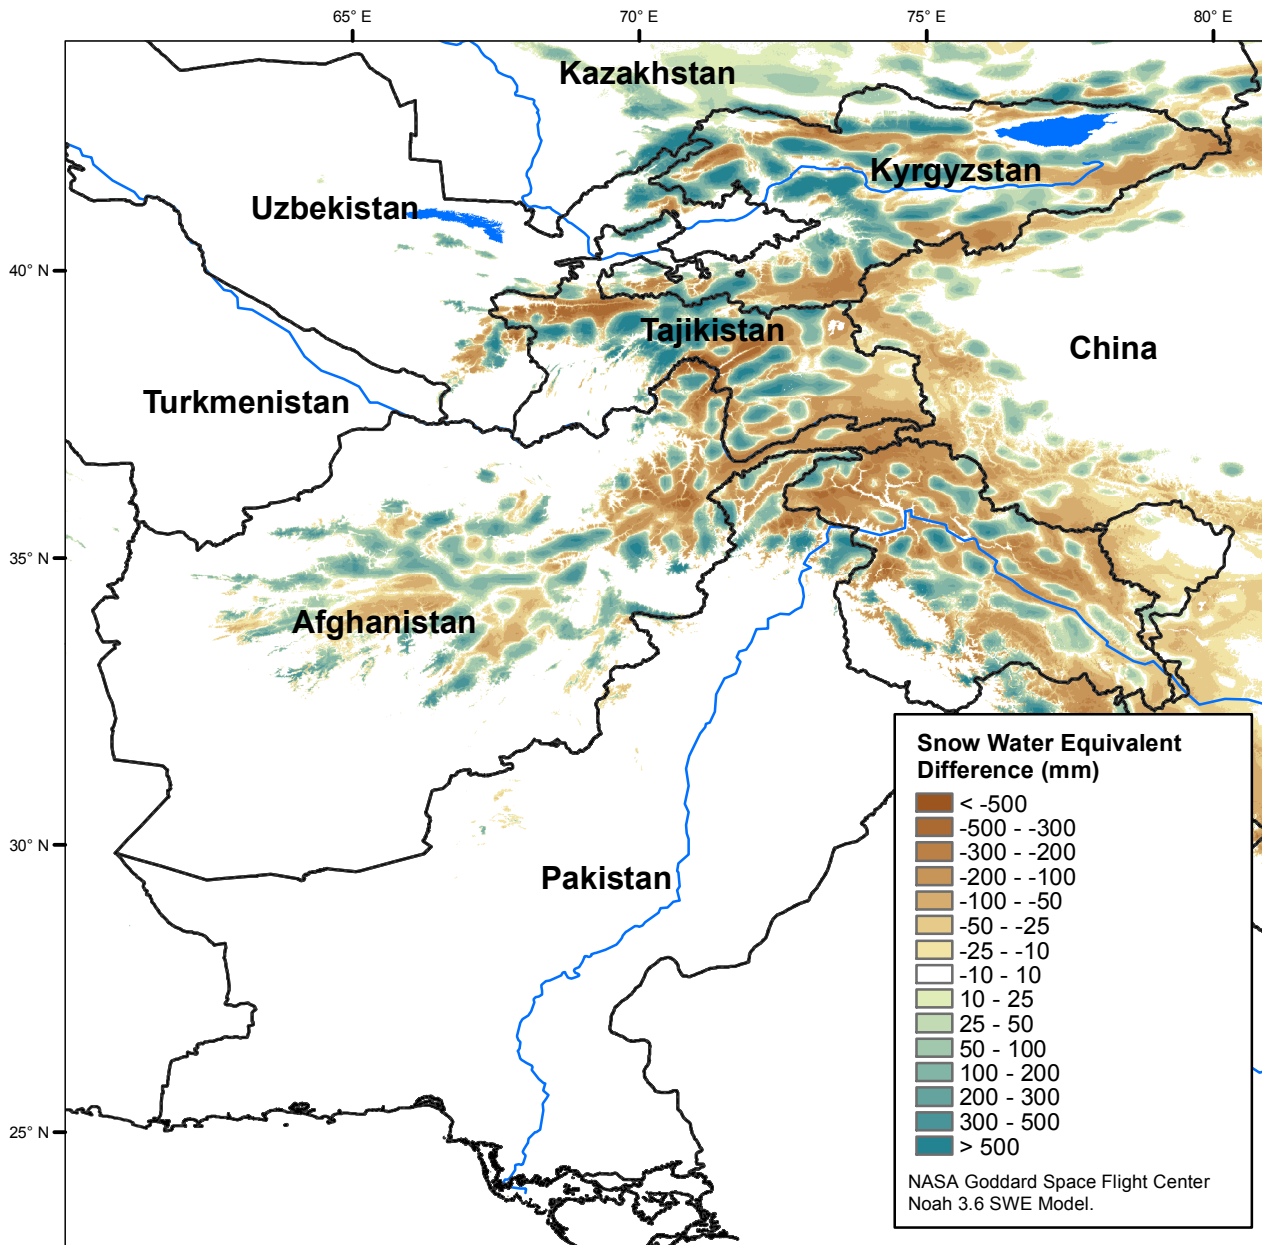 65° E
70° E
75° E
80° E
Kazakhstan
Kyrgyzstan
Uzbekistan
40° N
Tajikistan
China
Turkmenistan
35° N
Afghanistan
30° N
Pakistan
25° N
Snow Water Equivalent
Difference (mm)
< -500
-500 - -300
-300 - -200
-200 - -100
-100 - -50
-50 - -25
-25 - -10
-10 - 10
10 - 25
25 - 50
50 - 100
100 - 200
200 - 300
300 - 500
> 500
NASA Goddard Space Flight Center
Noah 3.6 SWE Model.